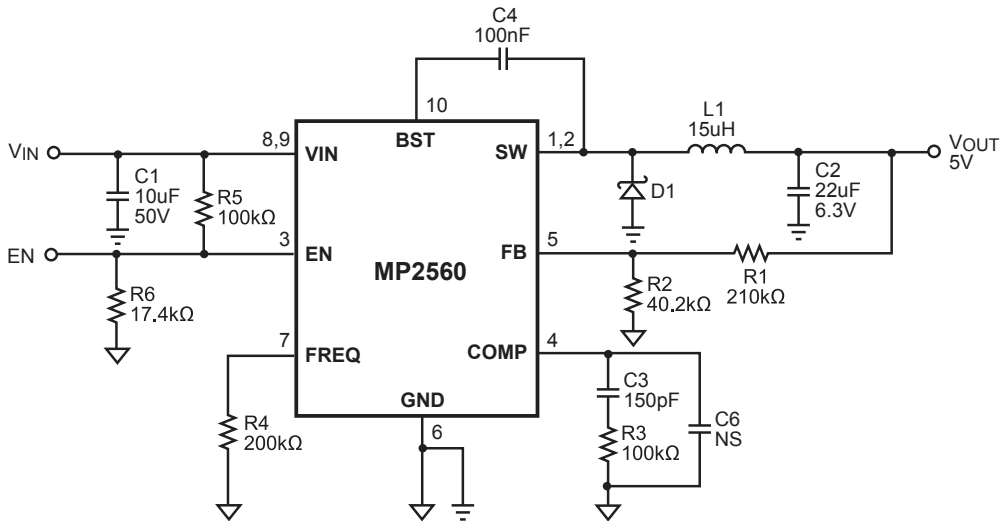 C4
100nF
10
BST
VIN
8,9
VIN
SW
1,2
L1
15uH
VOUT
5V
C1
10uF
50V
R5
100kΩ
D1
C2
22uF
6.3V
EN
3
EN
MP2560
FB
5
R1
210kΩ
R6
17.4kΩ
R2
40.2kΩ
7
FREQ
COMP
4
GND
6
R4
200kΩ
C3
150pF
R3
100kΩ
C6
NS